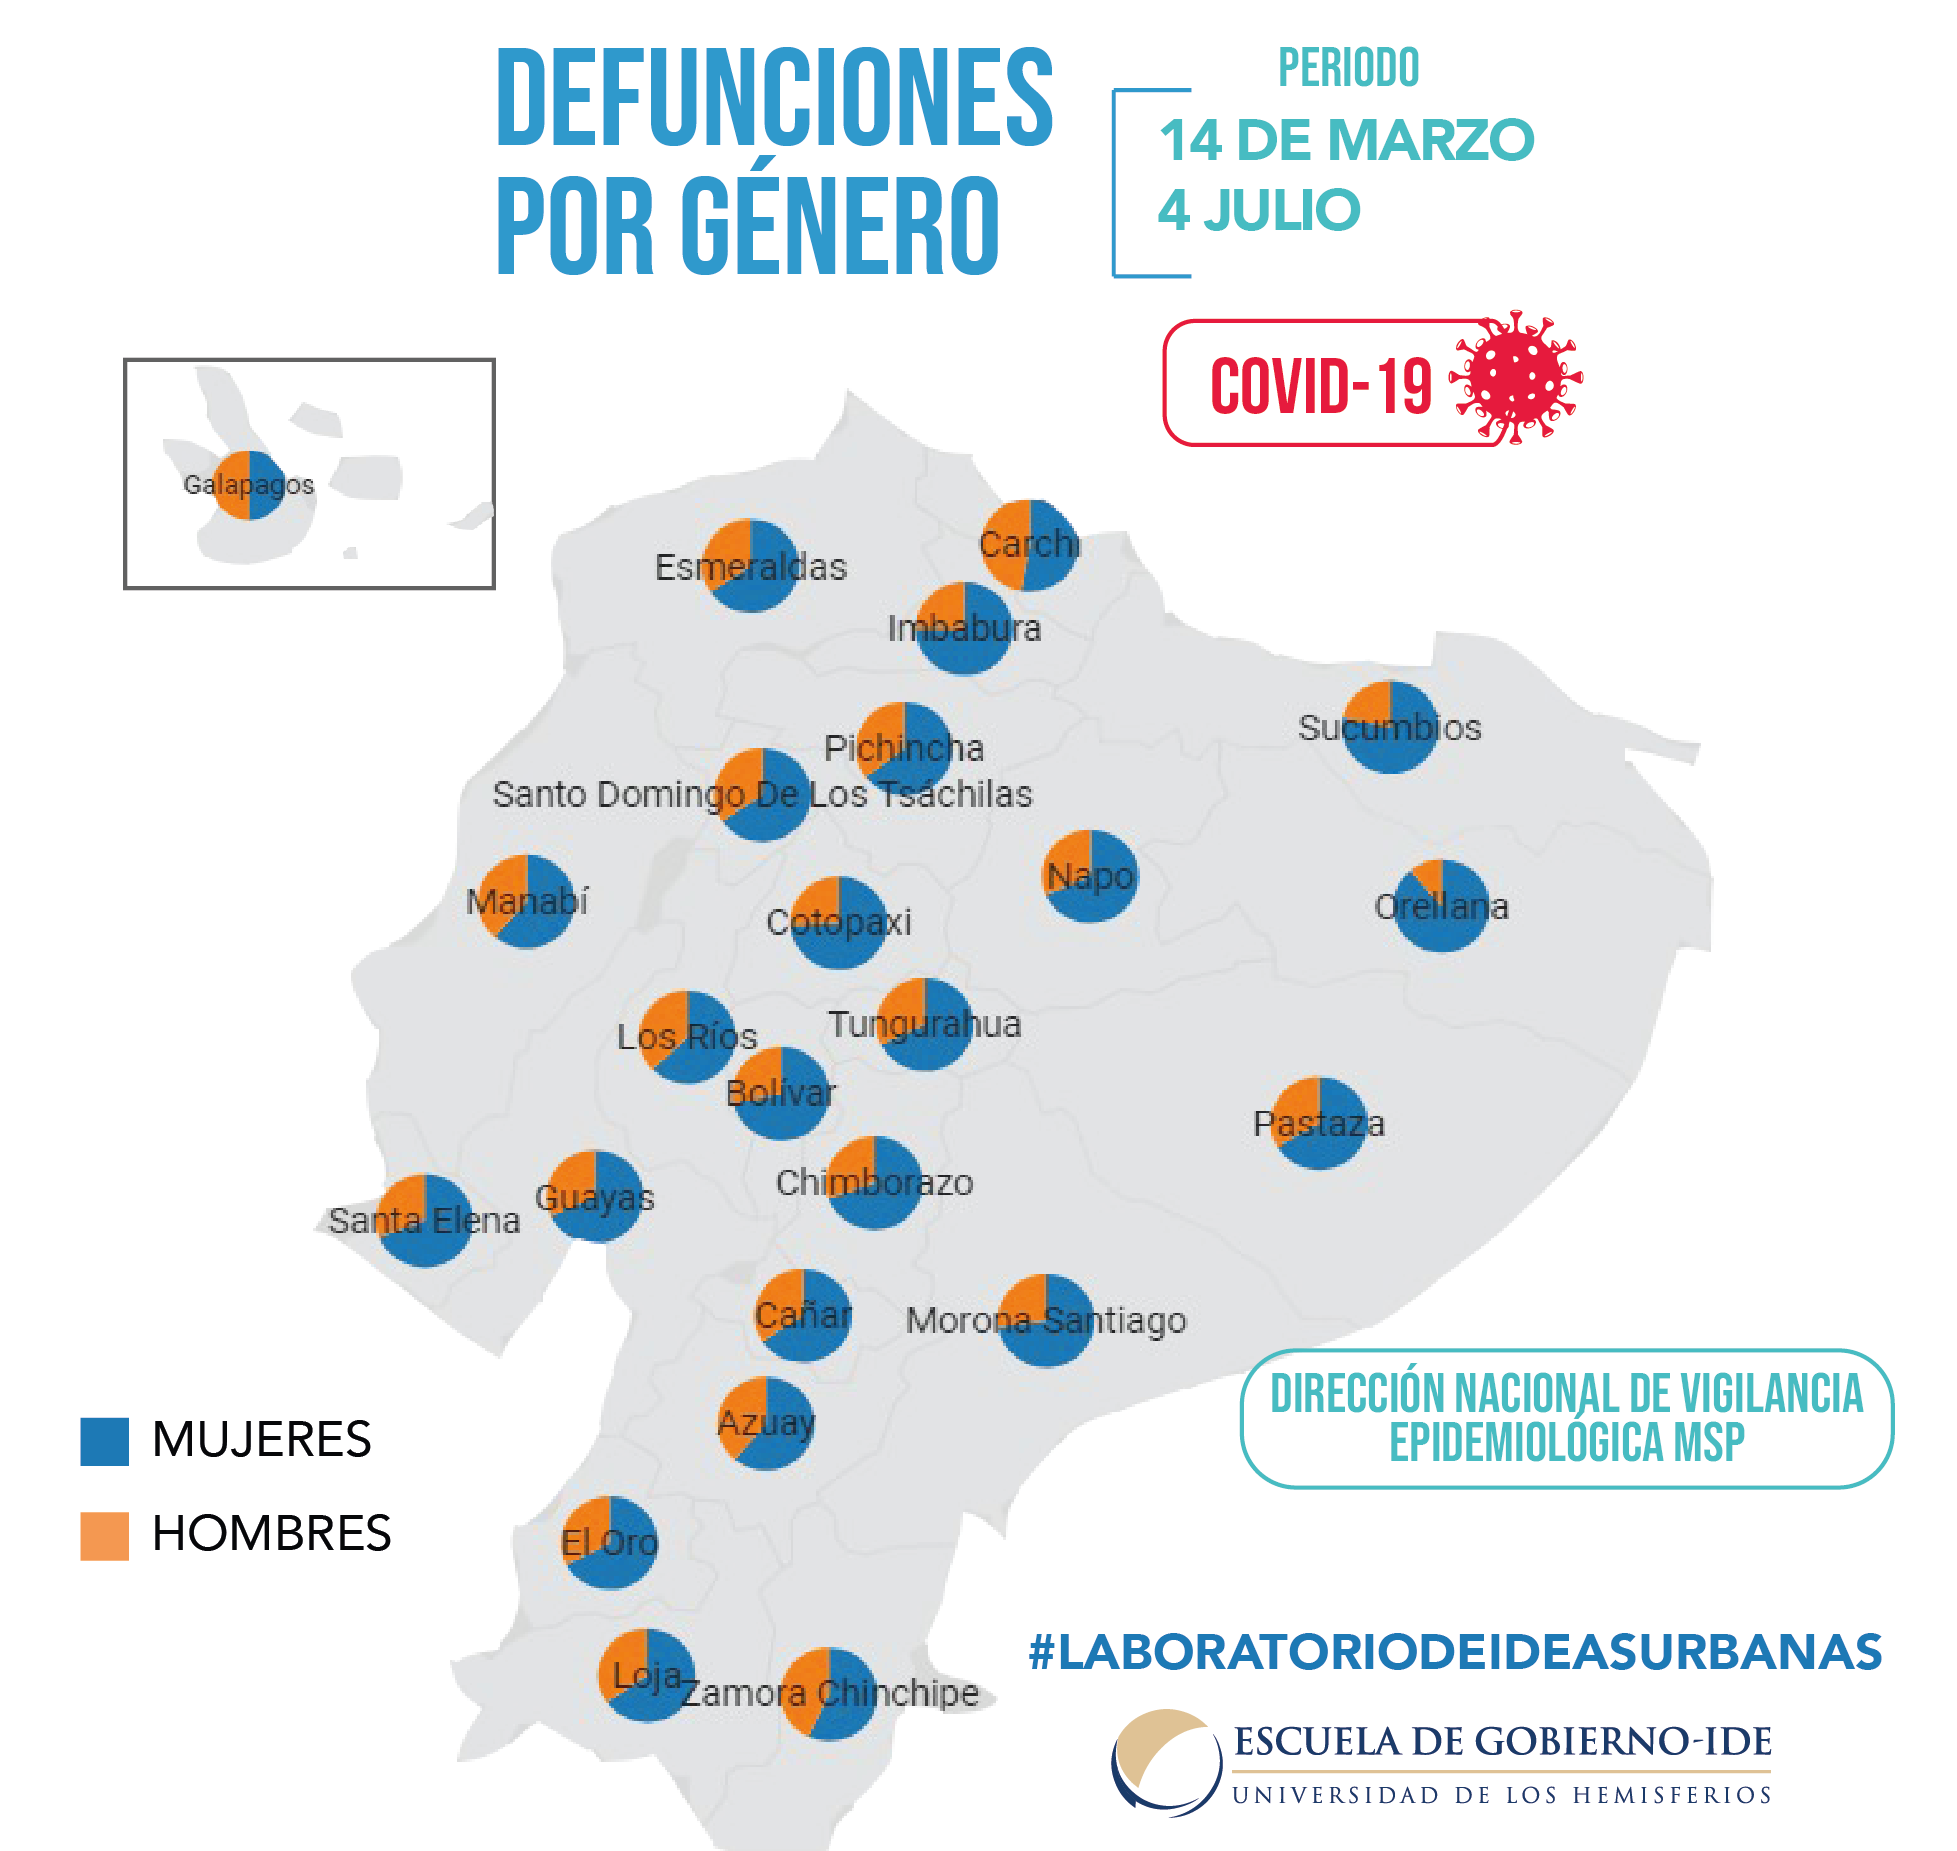 DEFUNCIONES
POR GÉNERO
PERIODO
14 DE MARZO
4 JULIO
COVID-19
Galapagos
Esmeraldas
Carchi
Imbabura
Sucumbios
Pichincha
Santo Domingo De Los Tsáchilas
Napo
Manabí
Orellana
Cotopaxi
Los Ríos
Tungurahua
Bolívar
Pastaza
Chimborazo
Guayas
Santa Elena
Cañar
Morona Santiago
Azuay
El Oro
Loja
Zamora Chinchipe
MUJERES
HOMBRES
DIRECCIÓN NACIONAL DE VIGILANCIA
EPIDEMIOLÓGICA MSP
#LABORATORIODEIDEASURBANAS
ESCUELA DE GOBIERNO-IDE
UNIVERSIDAD DE LOS HEMISFERIOS